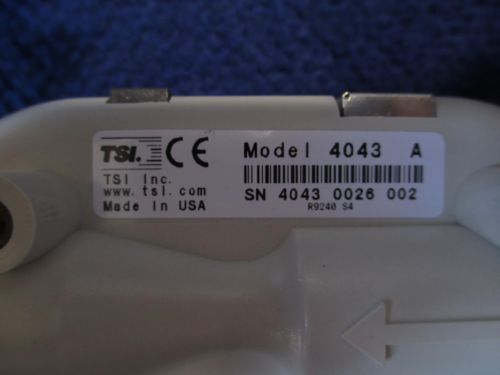 TSI. CE Model 4043 A
TSI Inc.
www.tsi.com SN 4043 0026 002
Made in USA R9240 S4